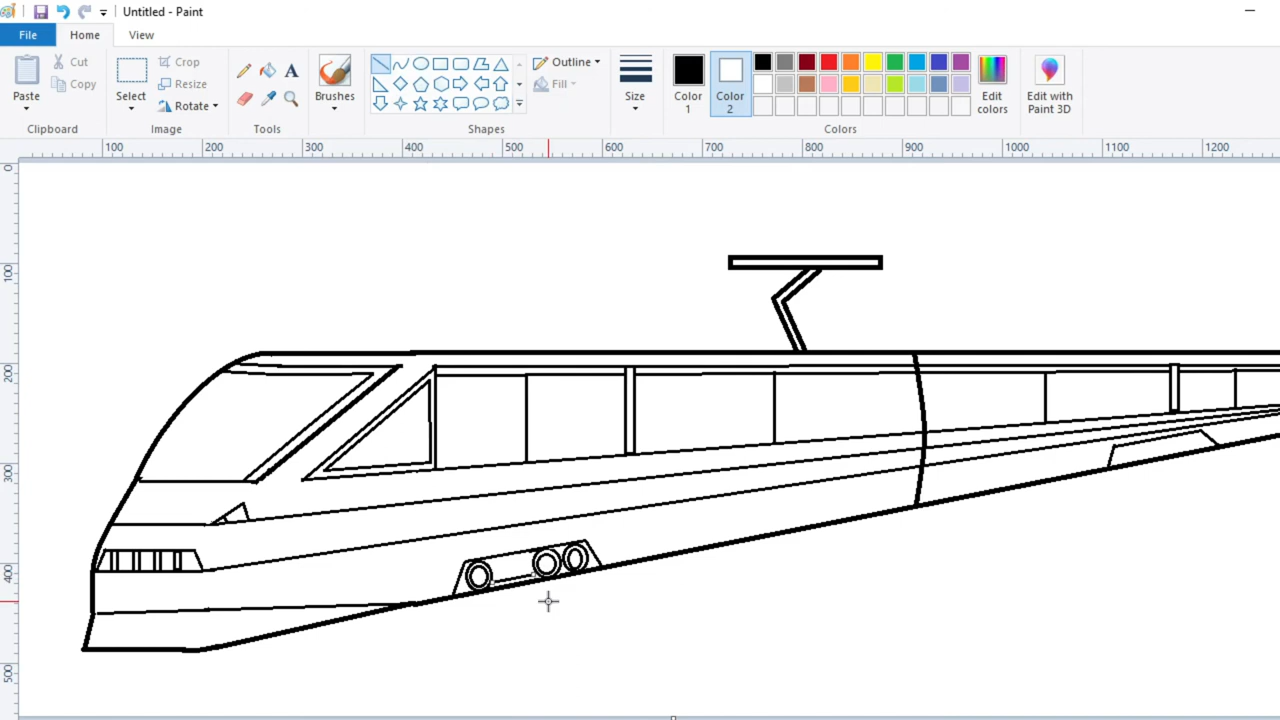 Untitled - Paint
File Home View
Paste Cut Copy
Select Crop Resize Rotate
A
Brushes
Outline Fill
Size
Color 1 Color 2
Edit colors
Edit with Paint 3D
Clipboard Image Tools Shapes Colors
100 200 300 400 500 600 700 800 900 1000 1100 1200
0
100
200
300
400
500